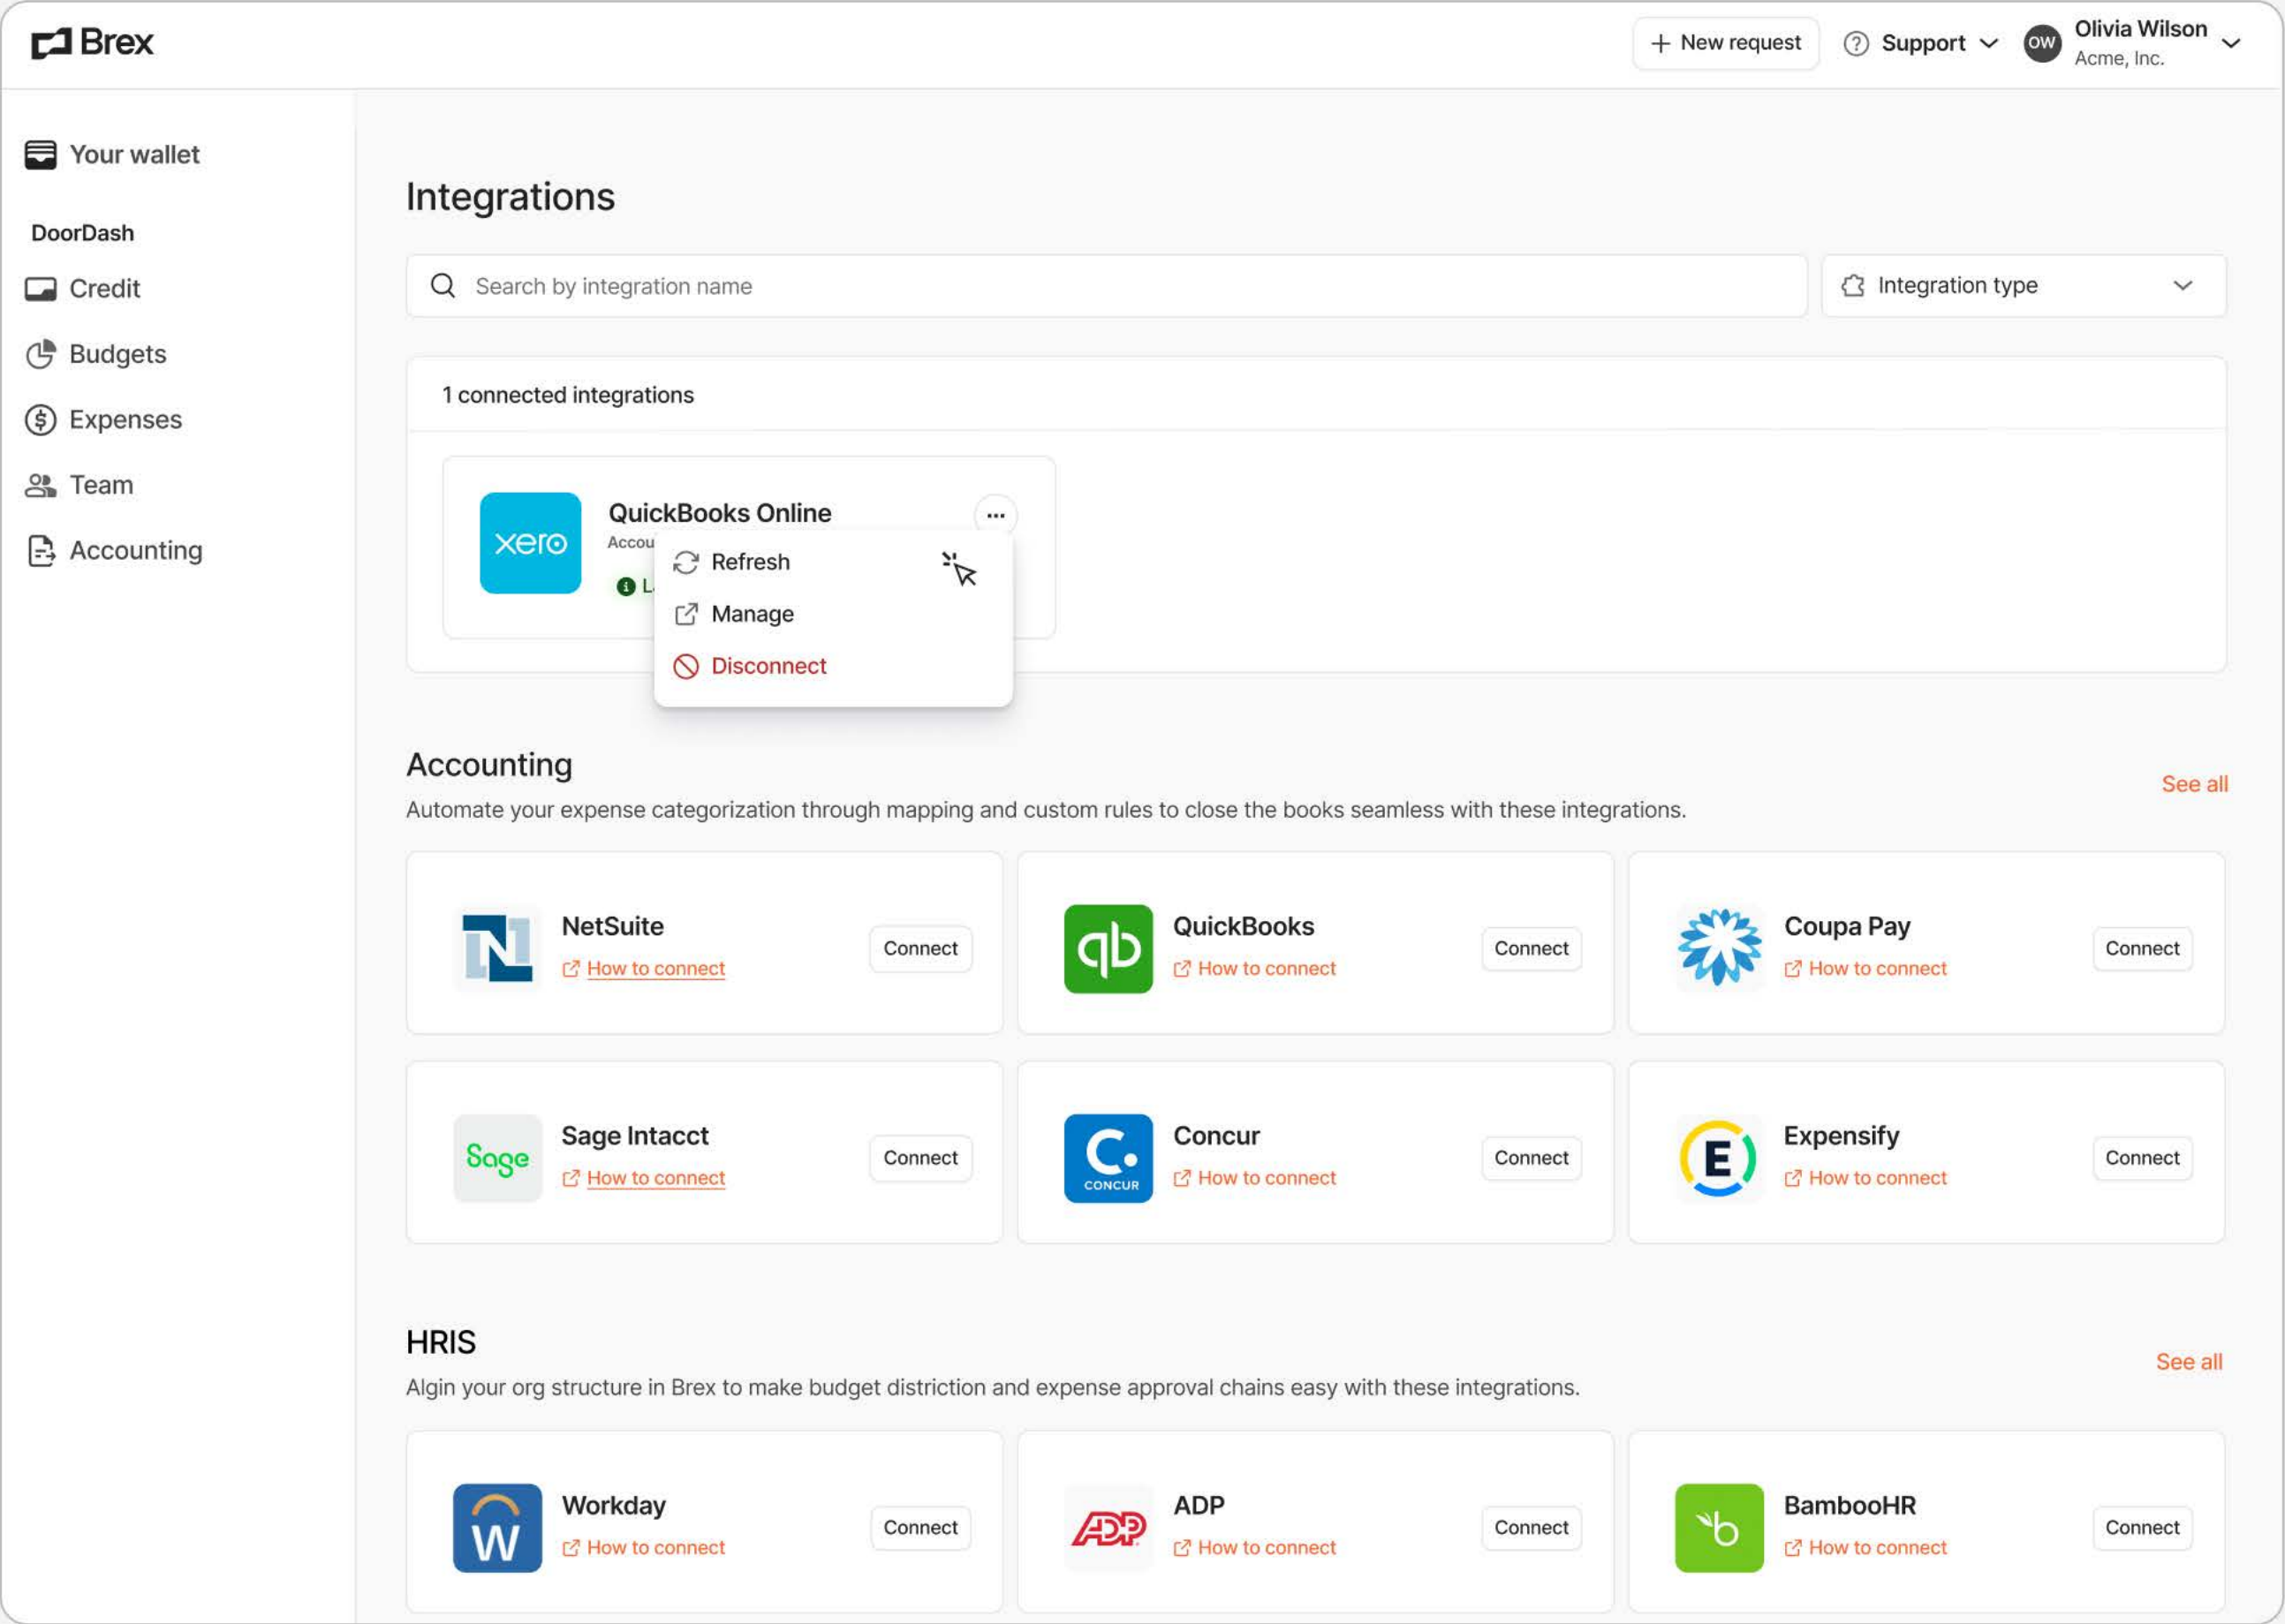 Brex
+ New request
Support
OW
Olivia Wilson
Acme, Inc.
Your wallet
DoorDash
Credit
Budgets
Expenses
Team
Accounting
Integrations
Search by integration name
Integration type
1 connected integrations
xero
QuickBooks Online
...
Refresh
Manage
Disconnect
Accounting
See all
Automate your expense categorization through mapping and custom rules to close the books seamless with these integrations.
N
NetSuite
How to connect
Connect
qb
QuickBooks
How to connect
Connect
Coupa Pay
How to connect
Connect
Sage
Sage Intacct
How to connect
Connect
C.
CONCUR
Concur
How to connect
Connect
E
Expensify
How to connect
Connect
HRIS
See all
Algin your org structure in Brex to make budget distriction and expense approval chains easy with these integrations.
W
Workday
How to connect
Connect
ADP
ADP
How to connect
Connect
b
BambooHR
How to connect
Connect